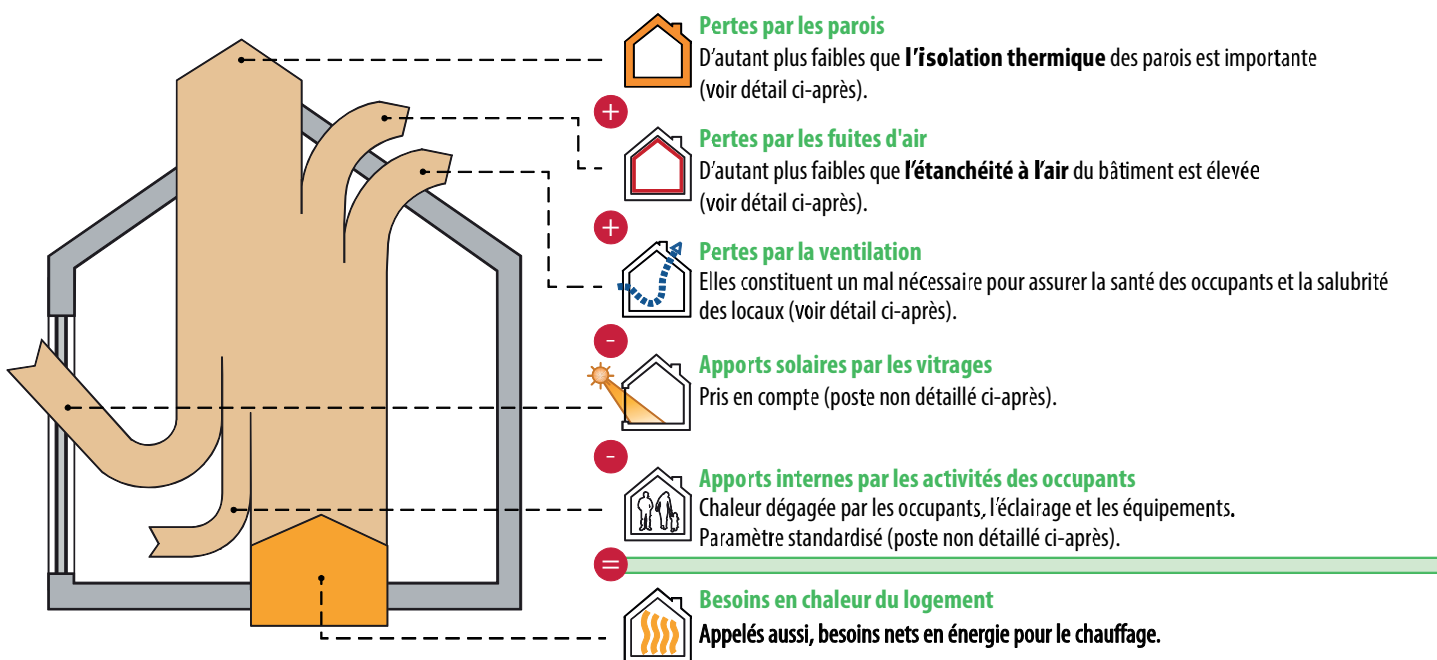 Pertes par les parois
D'autant plus faibles que l'isolation thermique des parois est importante
(voir détail ci-après).
+
Pertes par les fuites d'air
D'autant plus faibles que l'étanchéité à l'air du bâtiment est élevée
(voir détail ci-après).
+
Pertes par la ventilation
Elles constituent un mal nécessaire pour assurer la santé des occupants et la salubrité
des locaux (voir détail ci-après).
-
Apports solaires par les vitrages
Pris en compte (poste non détaillé ci-après).
-
Apports internes par les activités des occupants
Chaleur dégagée par les occupants, l'éclairage et les équipements.
Paramètre standardisé (poste non détaillé ci-après).
=
Besoins en chaleur du logement
Appelés aussi, besoins nets en énergie pour le chauffage.